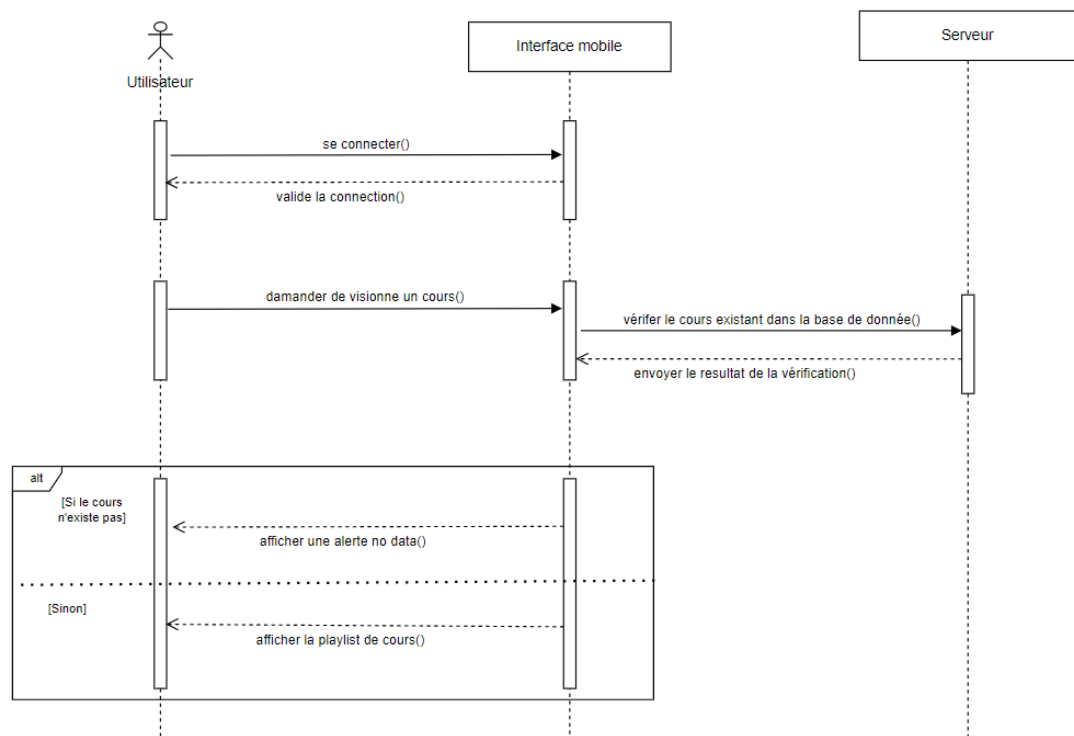 Utilisateur
Interface mobile
Serveur
se connecter()
valide la connection()
damander de visionne un cours()
vérifer le cours existant dans la base de donnée()
envoyer le resultat de la vérification()
alt
[Si le cours
n'existe pas]
afficher une alerte no data()
[Sinon]
afficher la playlist de cours()